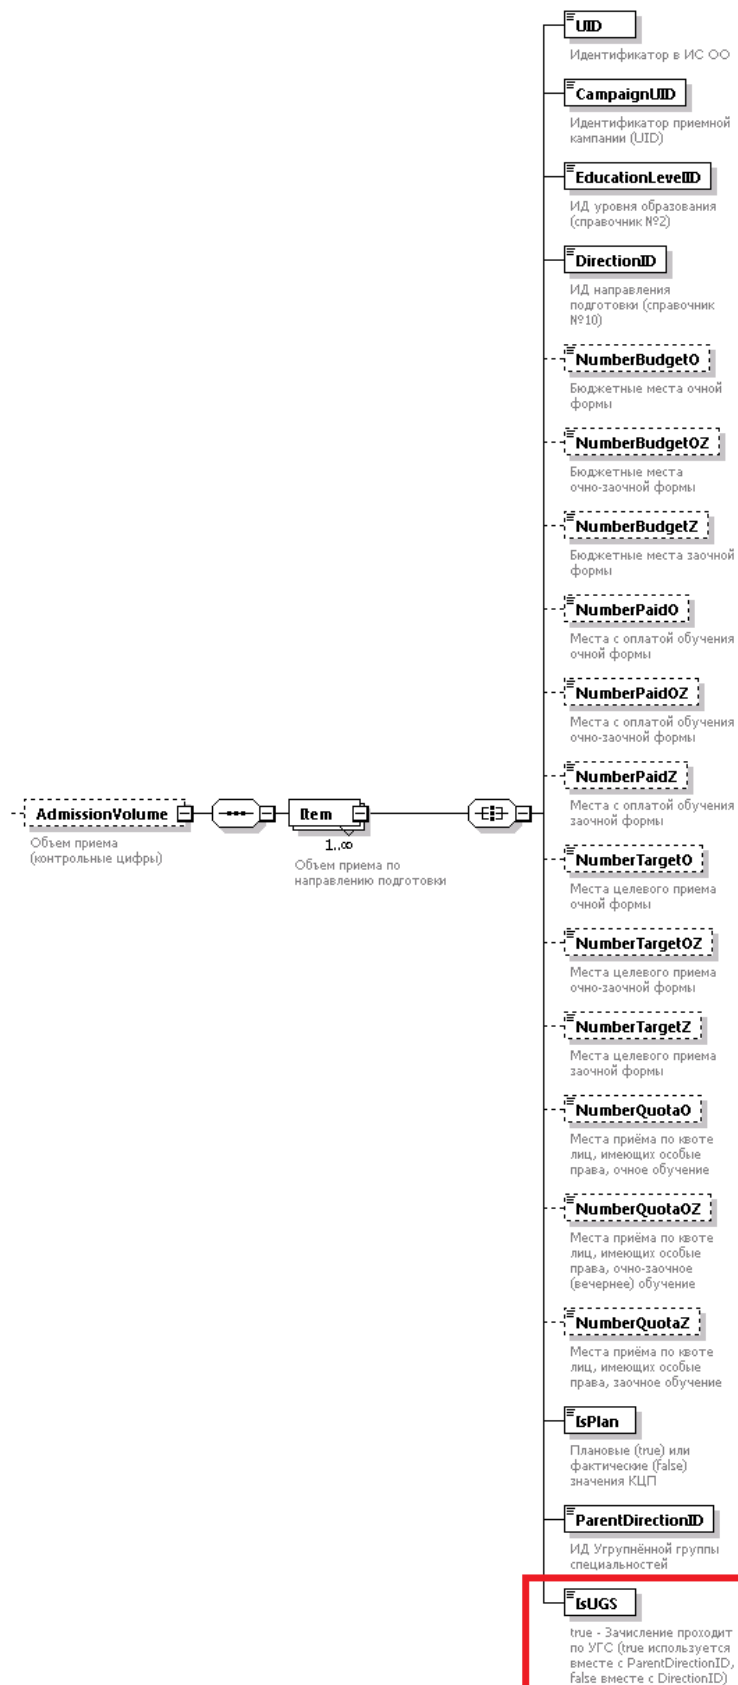 UID
Идентификатор в ИС ОО
CampaignUID
Идентификатор приемной
кампании (UID)
EducationLevelID
ИД уровня образования
(справочник №2)
DirectionID
ИД направления
подготовки (справочник
№10)
NumberBudgetO
Бюджетные места очной
формы
NumberBudgetOZ
Бюджетные места
очно-заочной формы
NumberBudgetZ
Бюджетные места заочной
формы
NumberPaidO
Места с оплатой обучения
очной формы
NumberPaidOZ
Места с оплатой обучения
очно-заочной формы
NumberPaidZ
Места с оплатой обучения
заочной формы
AdmissionVolume
Объем приема
(контрольные цифры)
Item
1..∞
Объем приема по
направлению подготовки
NumberTargetO
Места целевого приема
очной формы
NumberTargetOZ
Места целевого приема
очно-заочной формы
NumberTargetZ
Места целевого приема
заочной формы
NumberQuotaO
Места приёма по квоте
лиц, имеющих особые
права, очное обучение
NumberQuotaOZ
Места приёма по квоте
лиц, имеющих особые
права, очно-заочное
(вечернее) обучение
NumberQuotaZ
Места приёма по квоте
лиц, имеющих особые
права, заочное обучение
IsPlan
Плановые (true) или
фактические (false)
значения КЦП
ParentDirectionID
ИД Угрупнённой группы
специальностей
IsUGS
true - Зачисление проходит
по УГС (true используется
вместе с ParentDirectionID,
false вместе с DirectionID)